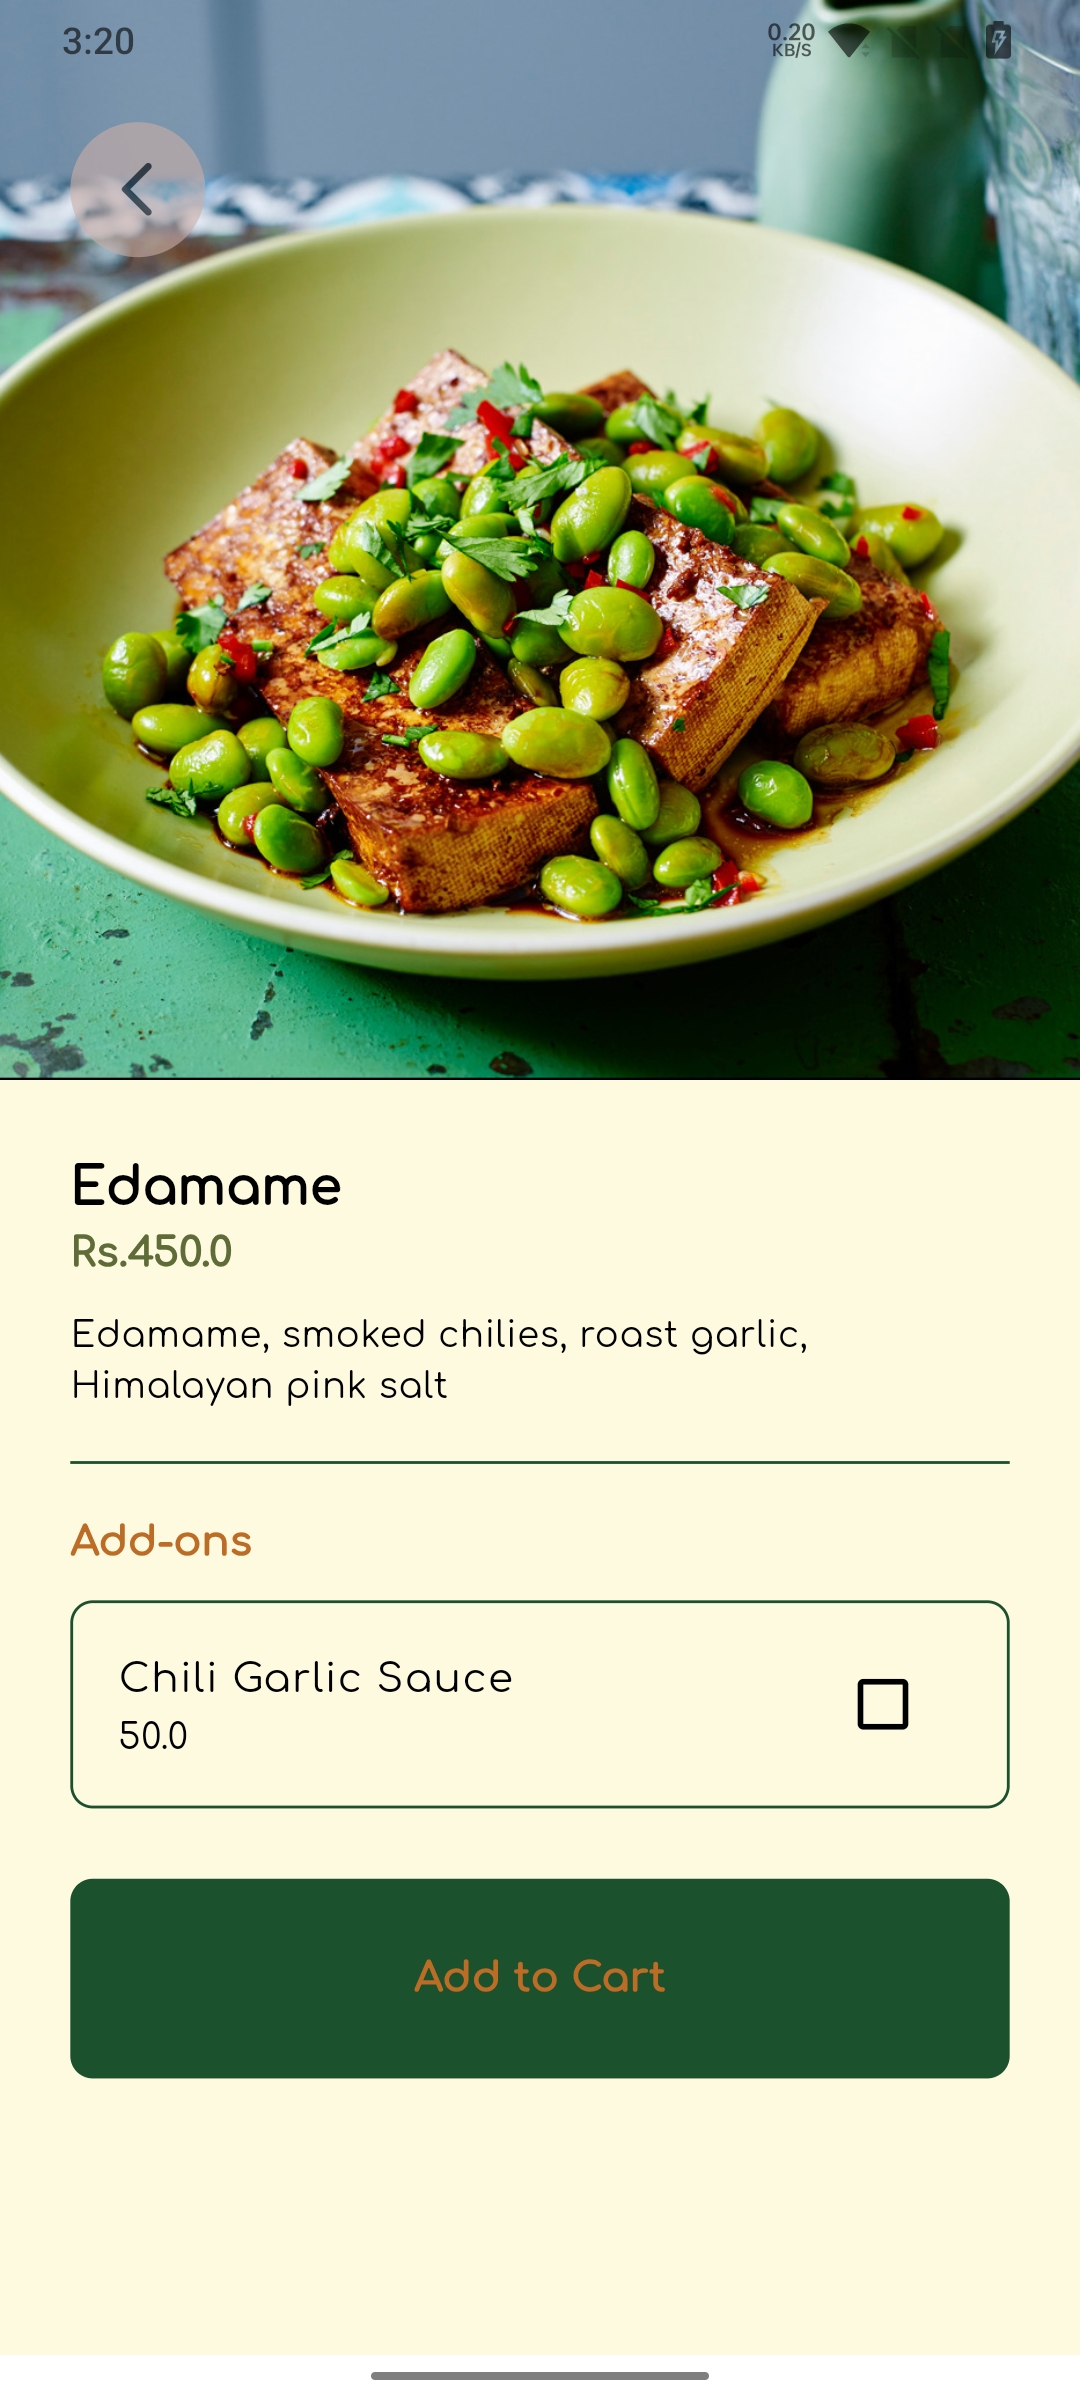 3:20
0.20
KB/S
Edamame
Rs.450.0
Edamame, smoked chilies, roast garlic,
Himalayan pink salt
Add-ons
Chili Garlic Sauce
50.0
Add to Cart